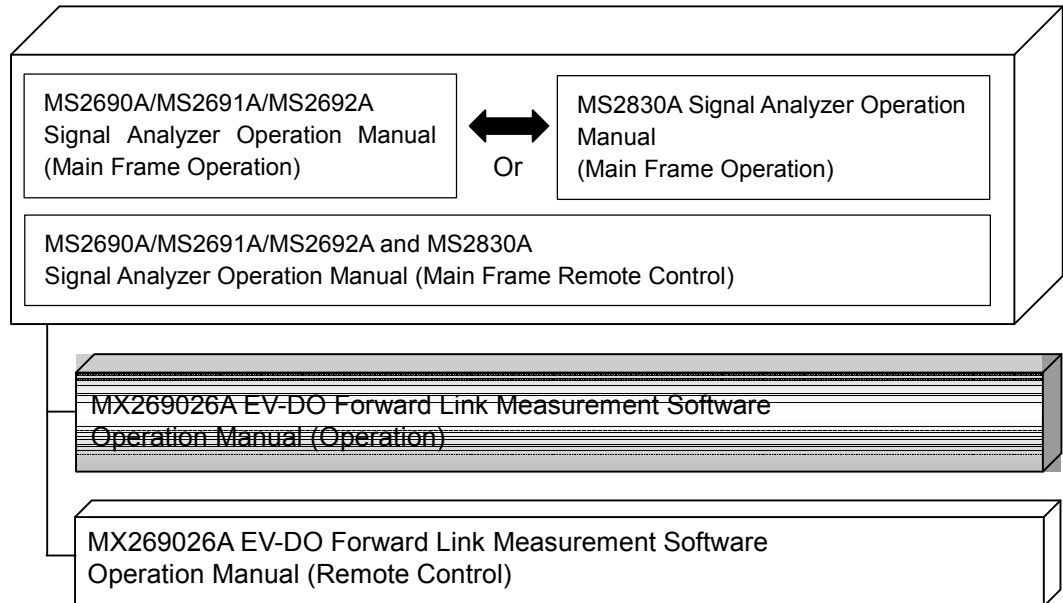 MS2690A/MS2691A/MS2692A
Signal Analyzer Operation Manual
(Main Frame Operation)
Or
MS2830A Signal Analyzer Operation
Manual
(Main Frame Operation)
MS2690A/MS2691A/MS2692A and MS2830A
Signal Analyzer Operation Manual (Main Frame Remote Control)
MX269026A EV-DO Forward Link Measurement Software
Operation Manual (Operation)
MX269026A EV-DO Forward Link Measurement Software
Operation Manual (Remote Control)